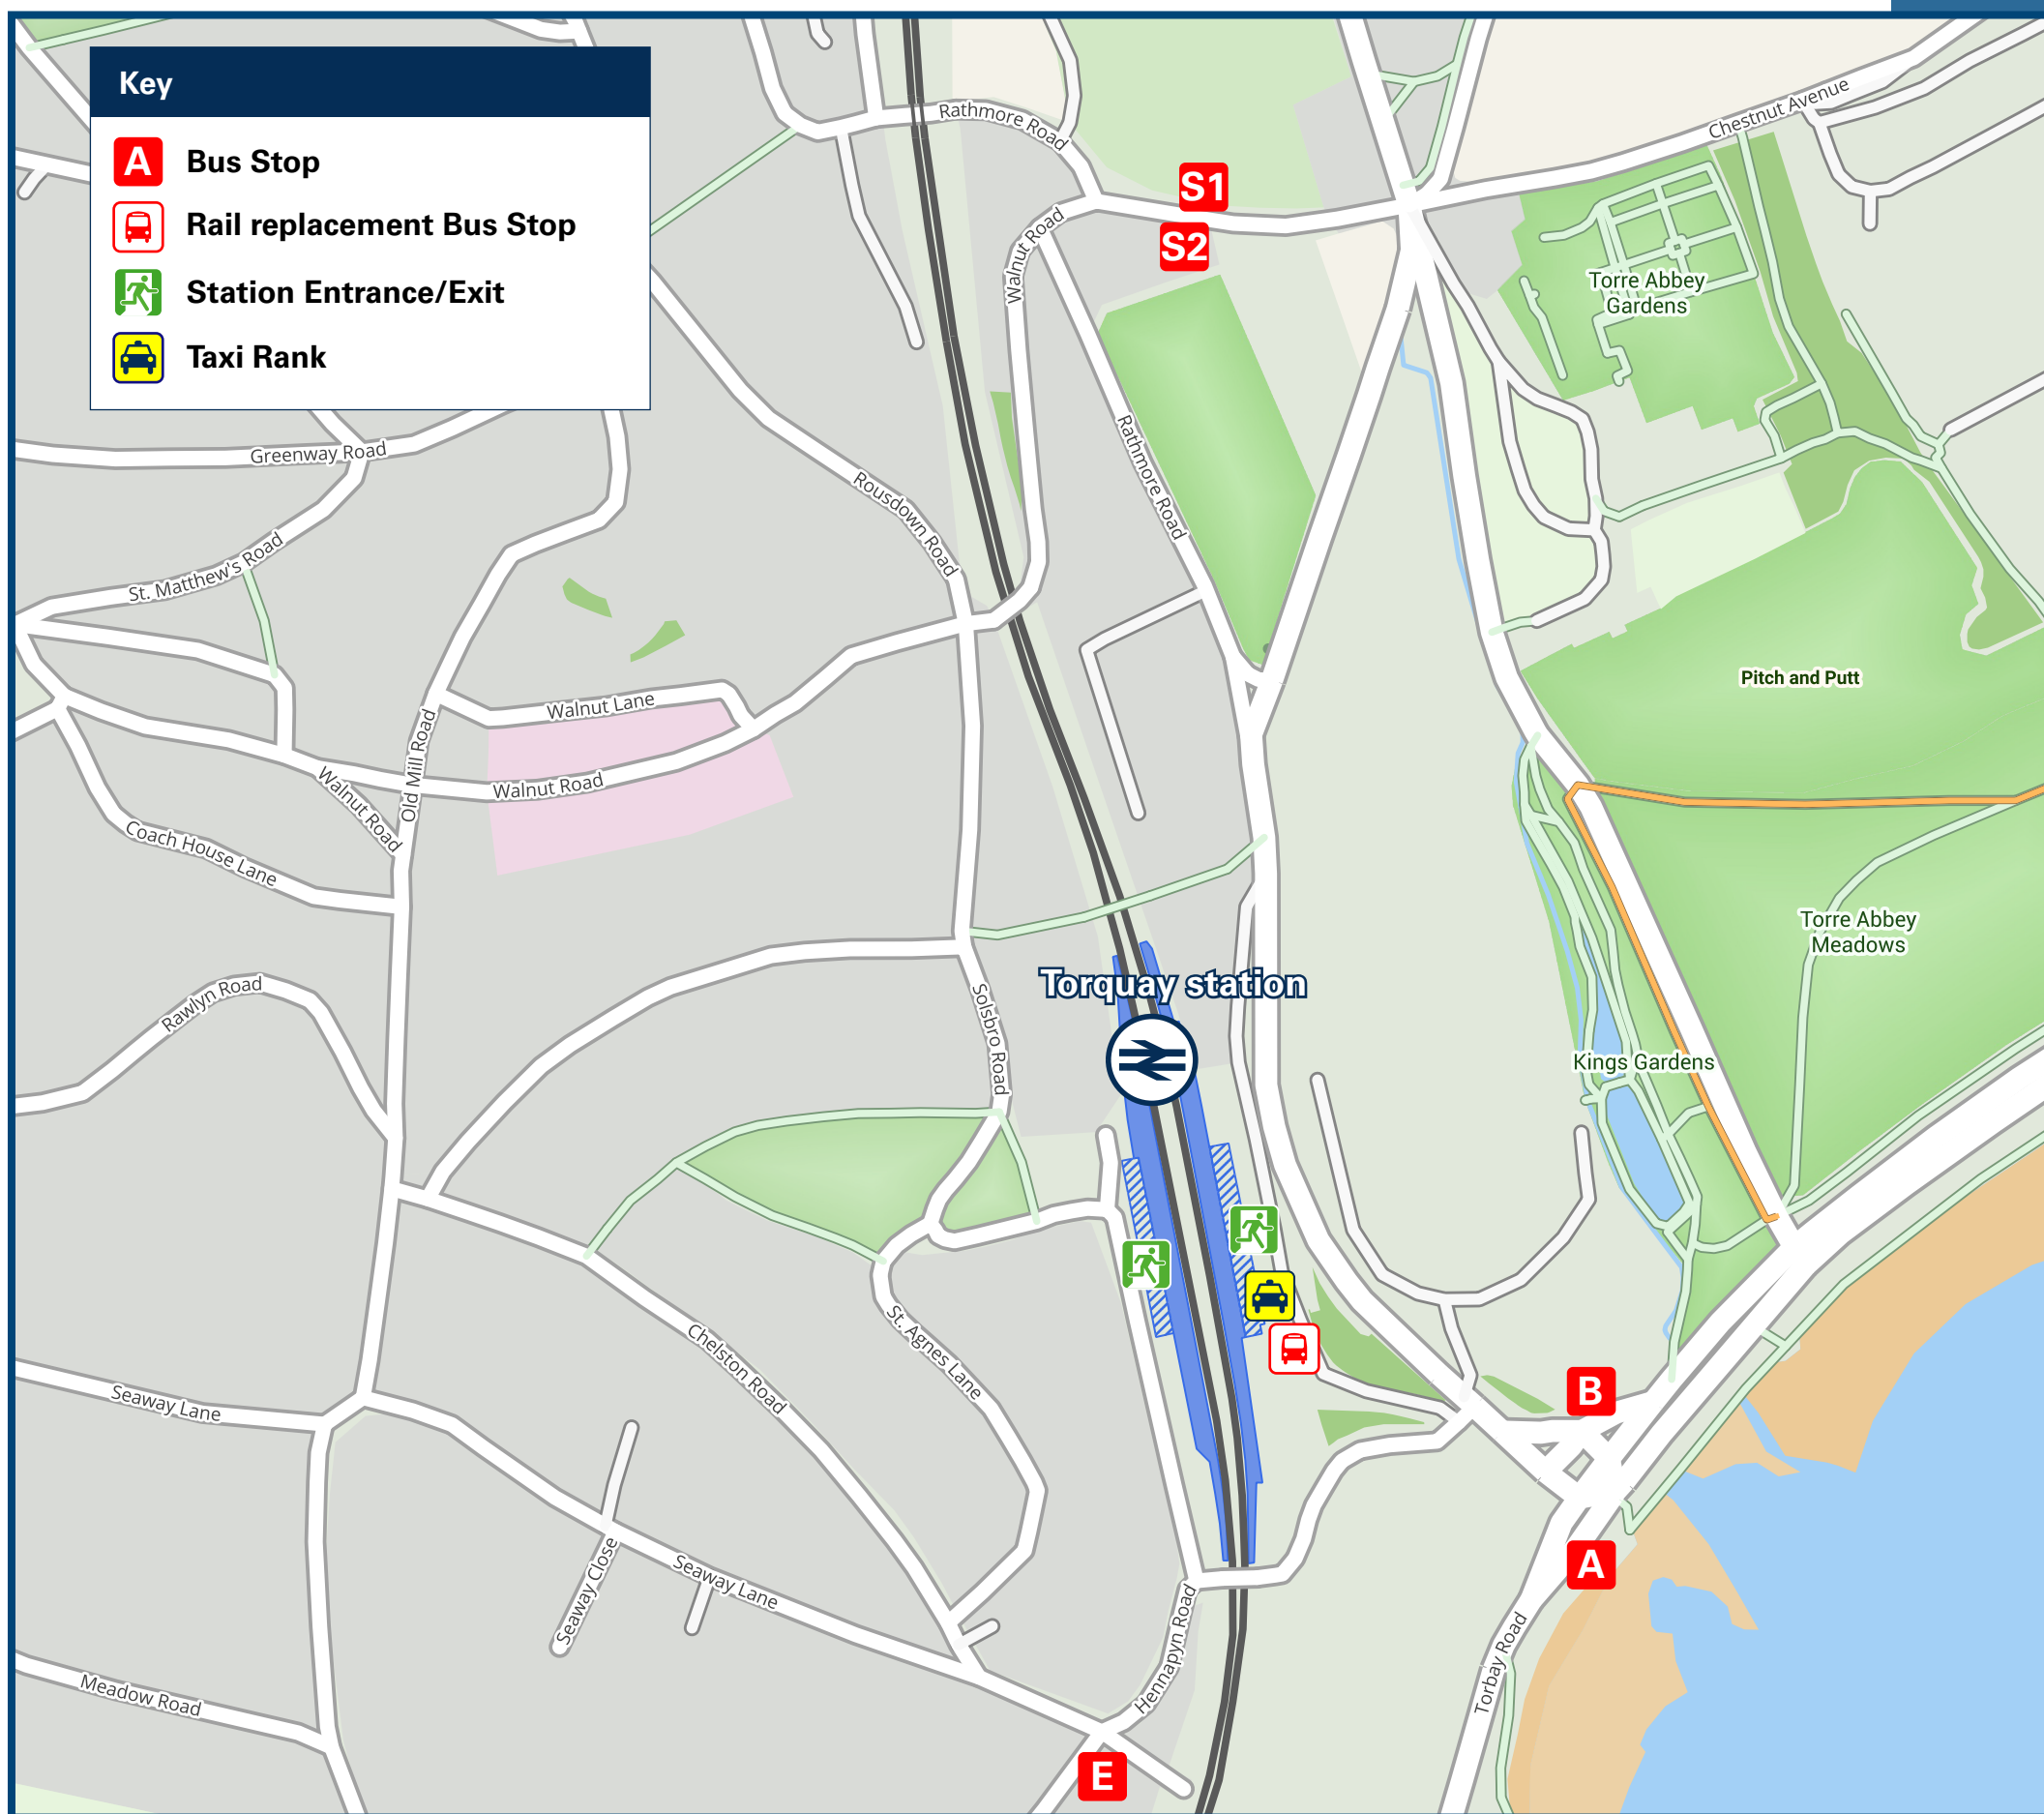 Key
A
Bus Stop
Rail replacement Bus Stop
Station Entrance/Exit
Taxi Rank
Rathmore Road
Chestnut Avenue
S1
S2
Walnut Road
Torre Abbey
Gardens
Greenway Road
Rousdown Road
Rathmore Road
St. Matthew's Road
Pitch and Putt
Walnut Lane
Old Mill Road
Walnut Road
Walnut Road
Coach House Lane
Torre Abbey
Meadows
Torquay station
Rawlyn Road
Solsbro Road
Kings Gardens
St. Agnes Lane
Chelston Road
Seaway Lane
B
A
Seaway Close
Seaway Lane
Hennapyn Road
Torbay Road
Meadow Road
E